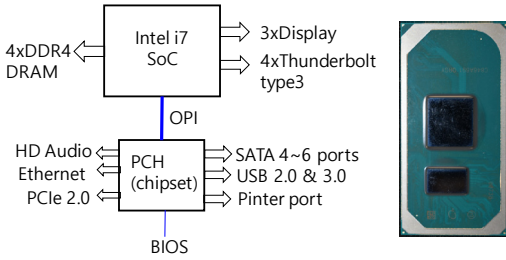 Intel i7
SoC
4xDDR4
DRAM
3xDisplay
4xThunderbolt
type3
OPI
PCH
(chipset)
HD Audio
Ethernet
PCIe 2.0
SATA 4~6 ports
USB 2.0 & 3.0
Pinter port
BIOS